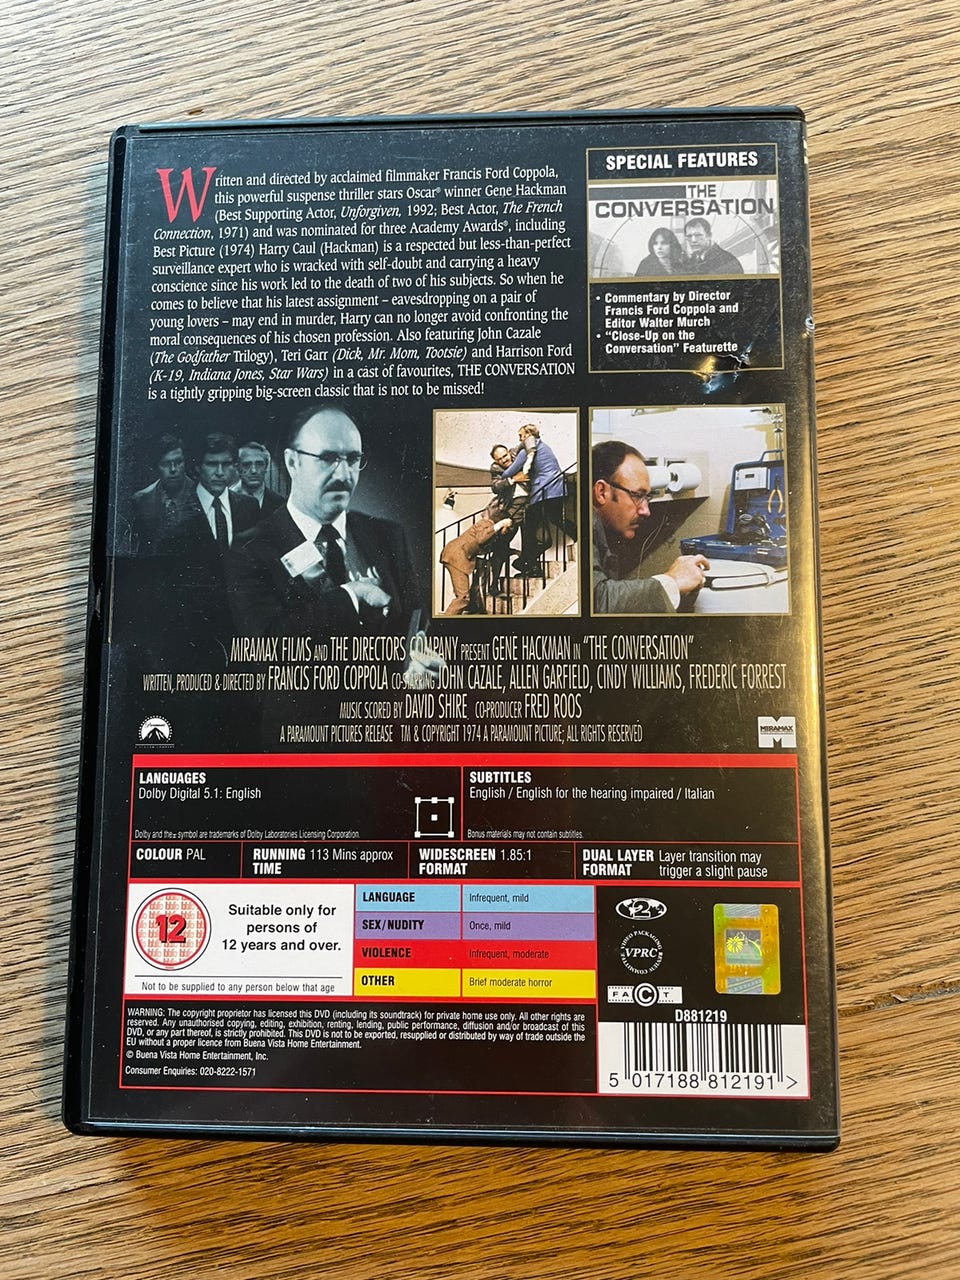 Written and directed by acclaimed filmmaker Francis Ford Coppola,
this powerful suspense thriller stars Oscar® winner Gene Hackman
(Best Supporting Actor, Unforgiven, 1992; Best Actor, The French
Connection, 1971) and was nominated for three Academy Awards®, including
Best Picture (1974) Harry Caul (Hackman) is a respected but less-than-perfect
surveillance expert who is wracked with self-doubt and carrying a heavy
conscience since his work led to the death of two of his subjects. So when he
comes to believe that his latest assignment – eavesdropping on a pair of
young lovers – may end in murder, Harry can no longer avoid confronting the
moral consequences of his chosen profession. Also featuring John Cazale
(The Godfather Trilogy), Teri Garr (Dick, Mr. Mom, Tootsie) and Harrison Ford
(K-19, Indiana Jones, Star Wars) in a cast of favourites, THE CONVERSATION
is a tightly gripping big-screen classic that is not to be missed!
SPECIAL FEATURES
THE
CONVERSATION
• Commentary by Director
Francis Ford Coppola and
Editor Walter Murch
• "Close-Up on the
Conversation" Featurette
MIRAMAX FILMS AND THE DIRECTORS COMPANY PRESENT GENE HACKMAN IN "THE CONVERSATION"
WRITTEN, PRODUCED & DIRECTED BY FRANCIS FORD COPPOLA CO-STARRING JOHN CAZALE, ALLEN GARFIELD, CINDY WILLIAMS, FREDERIC FORREST
MUSIC SCORED BY DAVID SHIRE CO-PRODUCER FRED ROOS
A PARAMOUNT PICTURES RELEASE TM & COPYRIGHT 1974 A PARAMOUNT PICTURE; ALL RIGHTS RESERVED
MIRAMAX
LANGUAGES
Dolby Digital 5.1: English
Dolby and the symbol are trademarks of Dolby Laboratories Licensing Corporation.
SUBTITLES
English / English for the hearing impaired / Italian
Bonus materials may not contain subtitles.
COLOUR PAL
RUNNING 113 Mins approx
TIME
WIDESCREEN 1.85:1
FORMAT
DUAL LAYER Layer transition may
FORMAT trigger a slight pause
12
Suitable only for
persons of
12 years and over.
Not to be supplied to any person below that age
LANGUAGE Infrequent, mild
SEX/NUDITY Once, mild
VIOLENCE Infrequent, moderate
OTHER Brief moderate horror
2
VIDEO PACKAGING REVIEW COMMITTEE
VPRC
FACT
WARNING: The copyright proprietor has licensed this DVD (including its soundtrack) for private home use only. All other rights are
reserved. Any unauthorised copying, editing, exhibition, renting, lending, public performance, diffusion and/or broadcast of this
DVD, or any part thereof, is strictly prohibited. This DVD is not to be exported, resupplied or distributed by way of trade outside the
EU without a proper licence from Buena Vista Home Entertainment.
© Buena Vista Home Entertainment, Inc.
Consumer Enquiries: 020-8222-1571
D881219
5 017188 812191 >